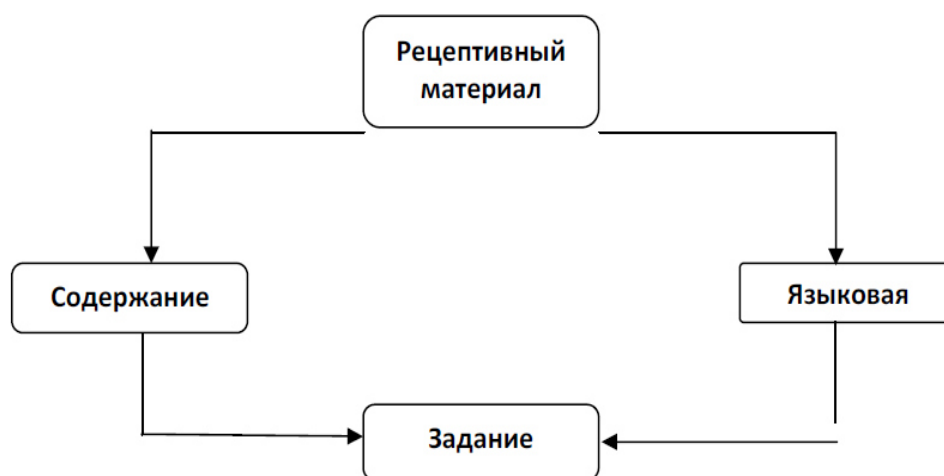 Рецептивный
материал
Содержание
Языковая
Задание